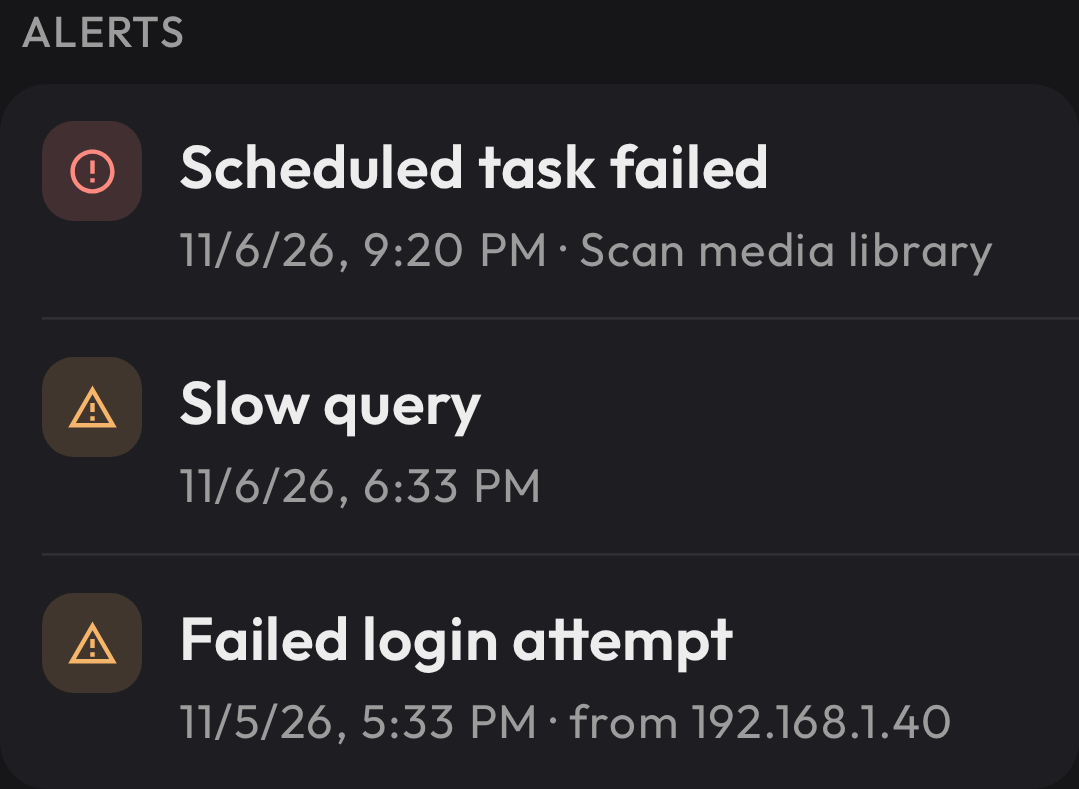 ALERTS
Scheduled task failed
11/6/26, 9:20 PM · Scan media library
Slow query
11/6/26, 6:33 PM
Failed login attempt
11/5/26, 5:33 PM · from 192.168.1.40